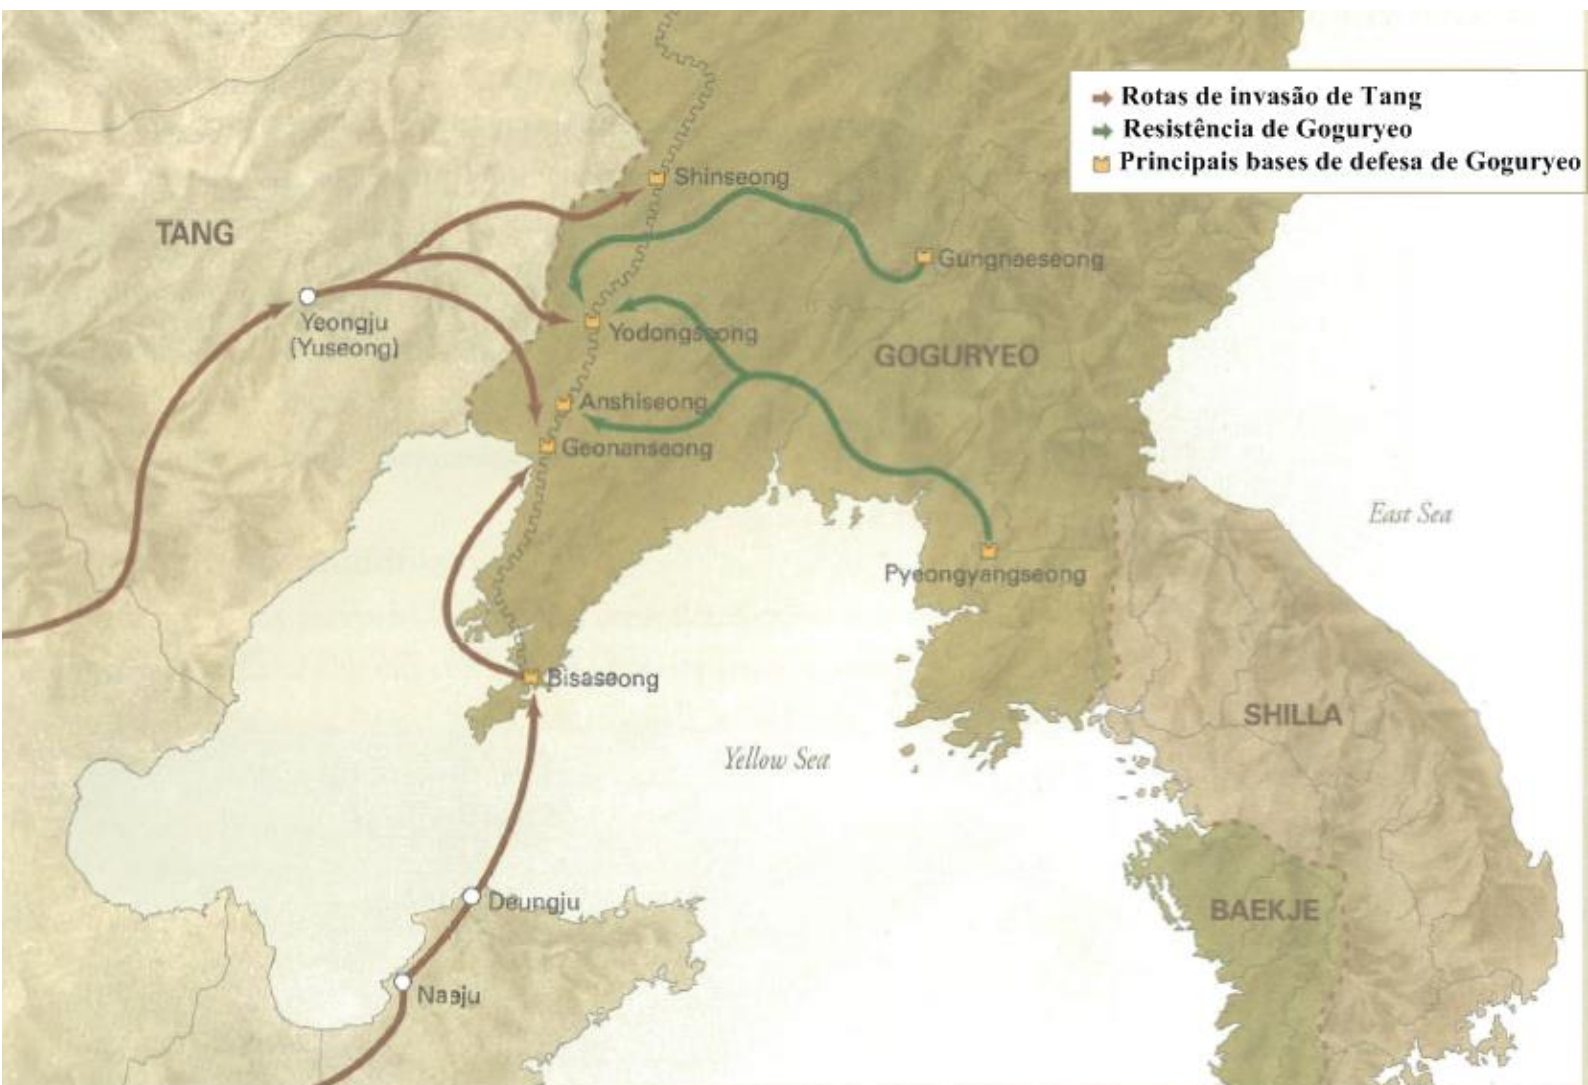 Rotas de invasão de Tang
Resistência de Goguryeo
Principais bases de defesa de Goguryeo
Shinseong
TANG
Gungnaeseong
Yeongju
(Yuseong)
Yodongseong
GOGURYEO
Anshiseong
Geonanseong
East Sea
Pyeongyangseong
Bisaseong
SHILLA
Yellow Sea
Deungju
BAEKJE
Naeju